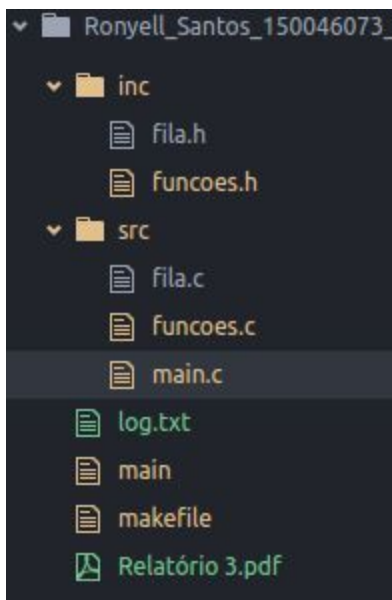 Ronyell_Santos_150046073_
inc
fila.h
funcoes.h
src
fila.c
funcoes.c
main.c
log.txt
main
makefile
Relatório 3.pdf